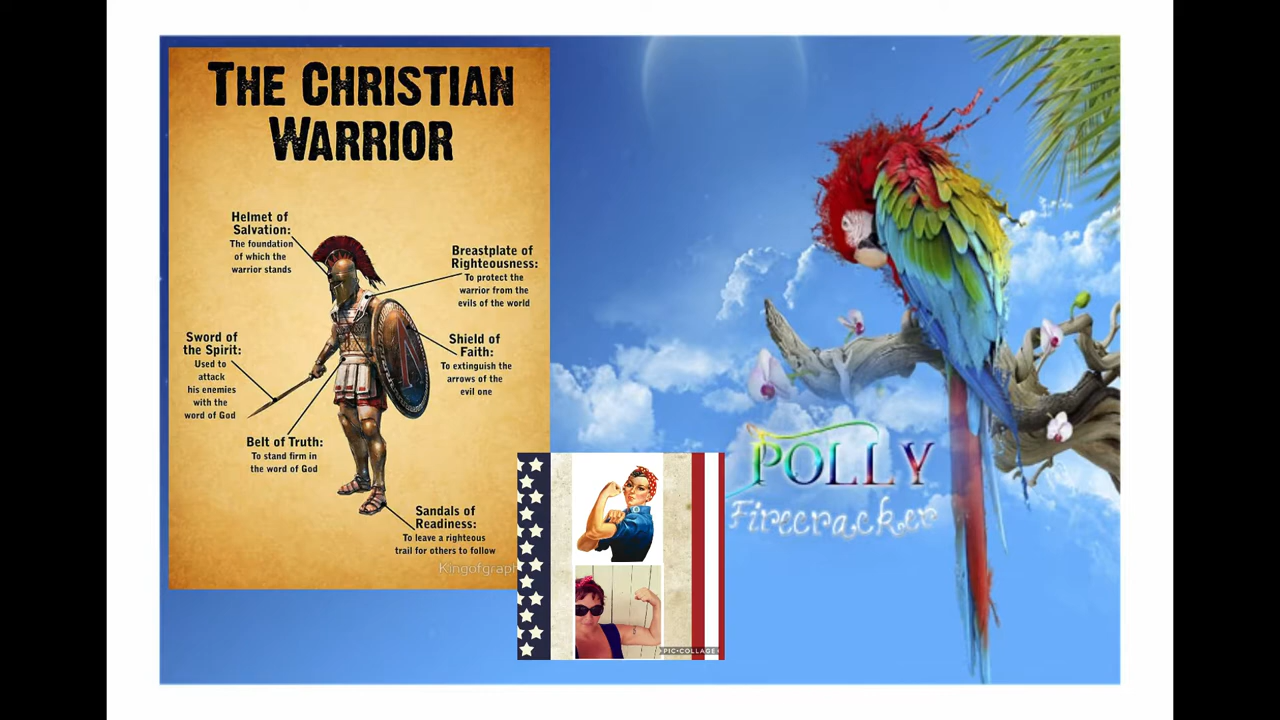 THE CHRISTIAN
WARRIOR
Helmet of
Salvation:
The foundation
of which the
warrior stands
Breastplate of
Righteousness:
To protect the
warrior from the
evils of the world
Sword of
the Spirit:
Used to
attack
his enemies
with the
word of God
Shield of
Faith:
To extinguish the
arrows of the
evil one
Belt of Truth:
To stand firm in
the word of God
Sandals of
Readiness:
To leave a righteous
trail for others to follow
Kingofgraph
POLLY
Firecracker
PIC•COLLAGE